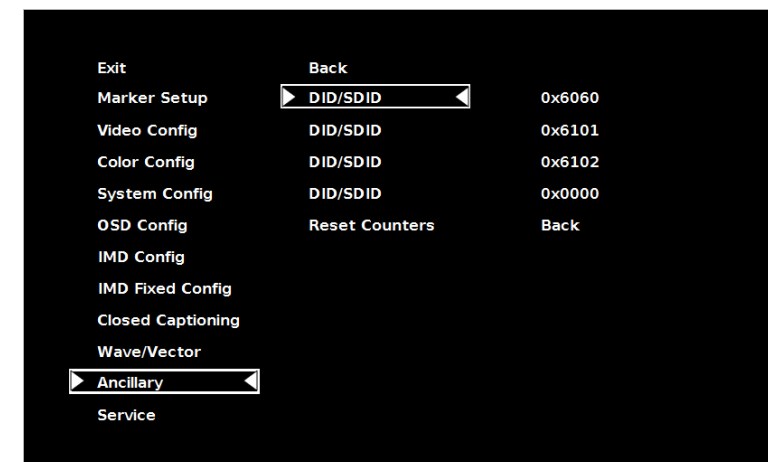 Exit Back
Marker Setup DID/SDID 0x6060
Video Config DID/SDID 0x6101
Color Config DID/SDID 0x6102
System Config DID/SDID 0x0000
OSD Config Reset Counters Back
IMD Config
IMD Fixed Config
Closed Captioning
Wave/Vector
Ancillary
Service